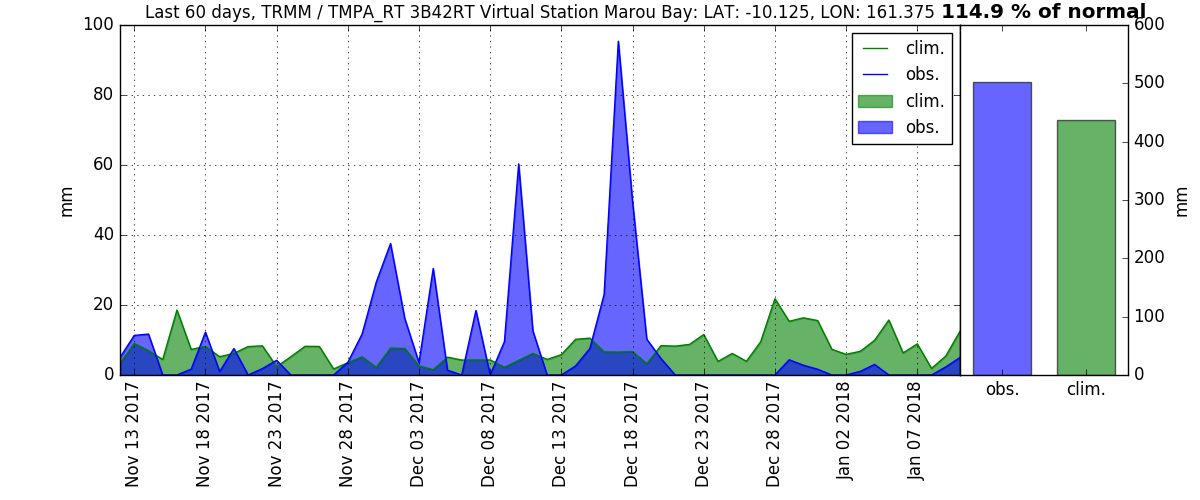 Last 60 days, TRMM / TMPA_RT 3B42RT Virtual Station Marou Bay: LAT: -10.125, LON: 161.375 114.9 % of normal
100
80
60
40
20
0
mm
clim.
obs.
clim.
obs.
600
500
400
300
200
100
0
mm
obs.
clim.
Nov 13 2017
Nov 18 2017
Nov 23 2017
Nov 28 2017
Dec 03 2017
Dec 08 2017
Dec 13 2017
Dec 18 2017
Dec 23 2017
Dec 28 2017
Jan 02 2018
Jan 07 2018